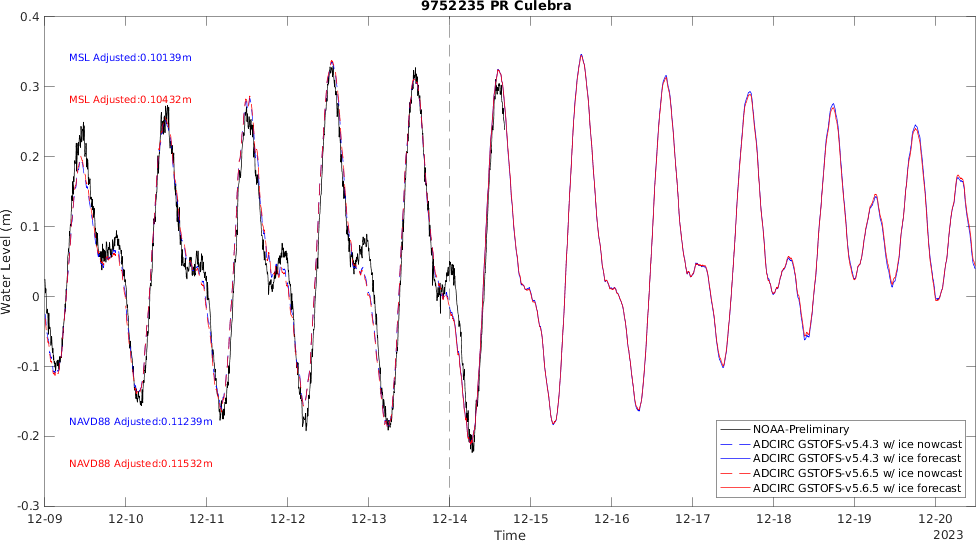 9752235 PR Culebra
0.4
0.3
0.2
0.1
0
-0.1
-0.2
-0.3
Water Level (m)
MSL Adjusted:0.10139m
MSL Adjusted:0.10432m
NAVD88 Adjusted:0.11239m
NAVD88 Adjusted:0.11532m
NOAA-Preliminary
ADCIRC GSTOFS-v5.4.3 w/ ice nowcast
ADCIRC GSTOFS-v5.4.3 w/ ice forecast
ADCIRC GSTOFS-v5.6.5 w/ ice nowcast
ADCIRC GSTOFS-v5.6.5 w/ ice forecast
12-09 12-10 12-11 12-12 12-13 12-14 12-15 12-16 12-17 12-18 12-19 12-20
Time
2023